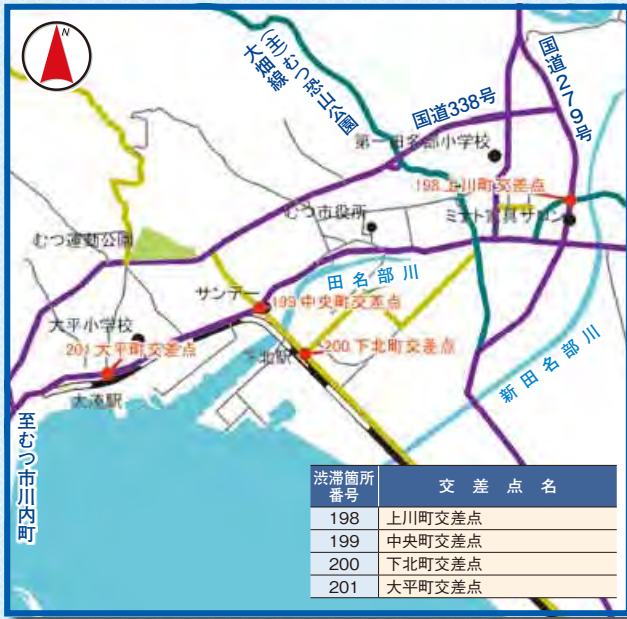 N
(主)むつ恐山公園
大畑線
国道338号
国道279号
第一田名部小学校
198 上川町交差点
むつ市役所
ミナト家具サロン
むつ運動公園
田名部川
サンデー
199 中央町交差点
大平小学校
201 大平町交差点
下北駅
200 下北町交差点
大湊駅
新田名部川
至むつ市川内町
渋滞箇所番号 交差点名
198 上川町交差点
199 中央町交差点
200 下北町交差点
201 大平町交差点